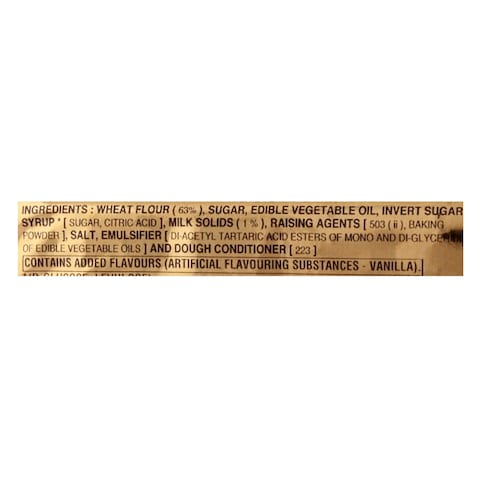 INGREDIENTS : WHEAT FLOUR ( 63% ), SUGAR, EDIBLE VEGETABLE OIL, INVERT SUGAR
SYRUP * [ SUGAR, CITRIC ACID ], MILK SOLIDS ( 1 % ), RAISING AGENTS [ 503 ( ii ), BAKING
POWDER ], SALT, EMULSIFIER [ DI-ACETYL TARTARIC ACID ESTERS OF MONO AND
OF EDIBLE VEGETABLE OILS ] AND DOUGH CONDITIONER [ 223 ]
CONTAINS ADDED FLAVOURS (ARTIFICIAL FLAVOURING SUBSTANCES - VANILLA).